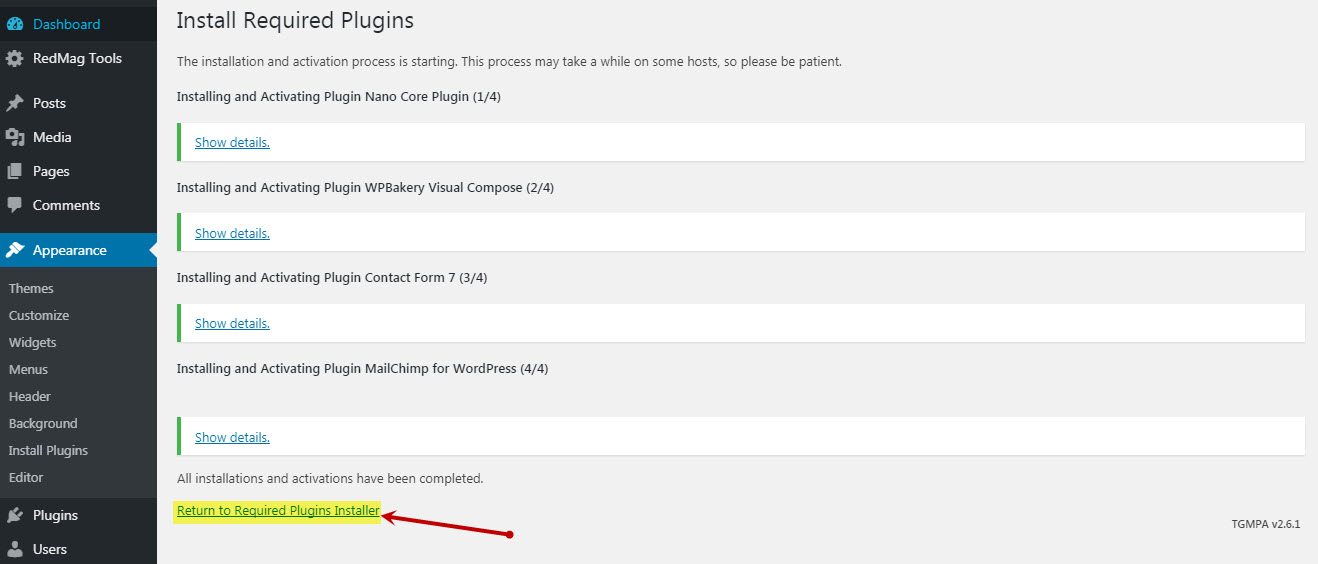 Dashboard
RedMag Tools
Posts
Media
Pages
Comments
Appearance
Themes
Customize
Widgets
Menus
Header
Background
Install Plugins
Editor
Plugins
Users
Install Required Plugins
The installation and activation process is starting. This process may take a while on some hosts, so please be patient.
Installing and Activating Plugin Nano Core Plugin (1/4)
Show details.
Installing and Activating Plugin WPBakery Visual Compose (2/4)
Show details.
Installing and Activating Plugin Contact Form 7 (3/4)
Show details.
Installing and Activating Plugin MailChimp for WordPress (4/4)
Show details.
All installations and activations have been completed.
Return to Required Plugins Installer
TGMPA v2.6.1